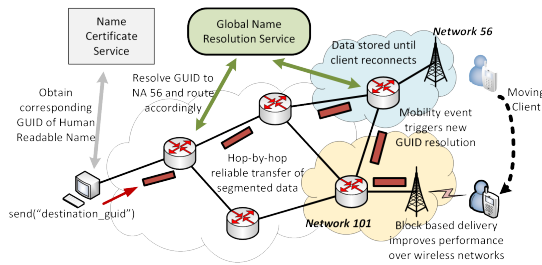 Name
Certificate
Service
Global Name
Resolution Service
Network 56
Data stored until
client reconnects
Obtain
corresponding
GUID of Human
Readable Name
Resolve GUID to
NA 56 and route
accordingly
Moving
Client
Mobility event
triggers new
GUID resolution
Hop-by-hop
reliable transfer of
segmented data
send("destination_guid")
Network 101
Block based delivery
improves performance
over wireless networks